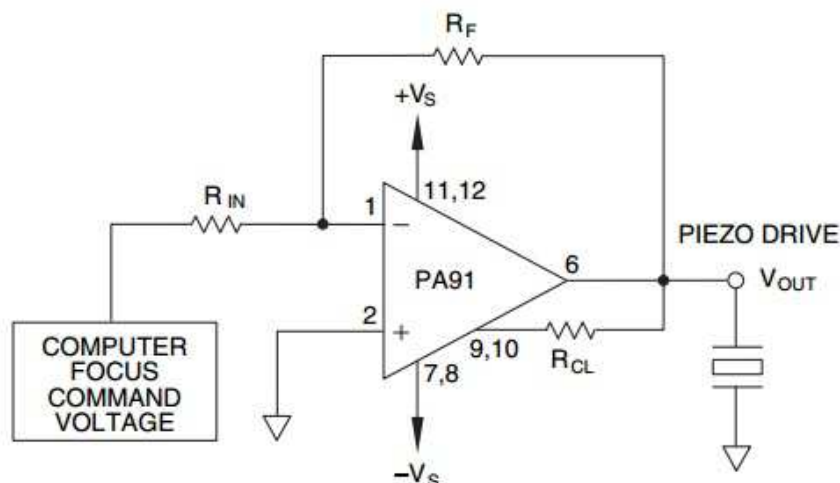 R_F
+V_S
R_IN
11,12
1
−
PIEZO DRIVE
PA91
6
V_OUT
2
+
9,10
R_CL
7,8
COMPUTER
FOCUS
COMMAND
VOLTAGE
−V_S